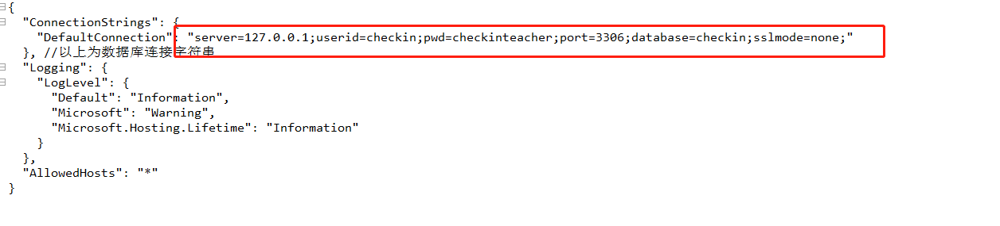 {
"ConnectionStrings": {
"DefaultConnection": "server=127.0.0.1;userid=checkin;pwd=checkinteacher;port=3306;database=checkin;sslmode=none;"
}, //以上为数据库连接字符串
"Logging": {
"LogLevel": {
"Default": "Information",
"Microsoft": "Warning",
"Microsoft.Hosting.Lifetime": "Information"
}
},
"AllowedHosts": "*"
}